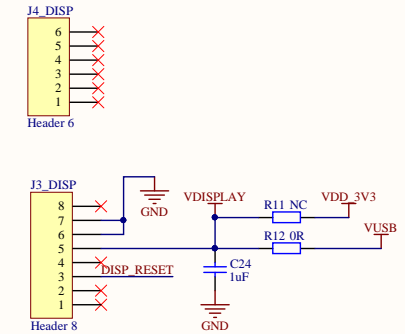 J4_DISP
6
5
4
3
2
1
Header 6
J3_DISP
8
7
6
5
4
3
2
1
Header 8
GND
DISP_RESET
VDISPLAY
R11 NC
VDD_3V3
R12 0R
VUSB
C24
1uF
GND